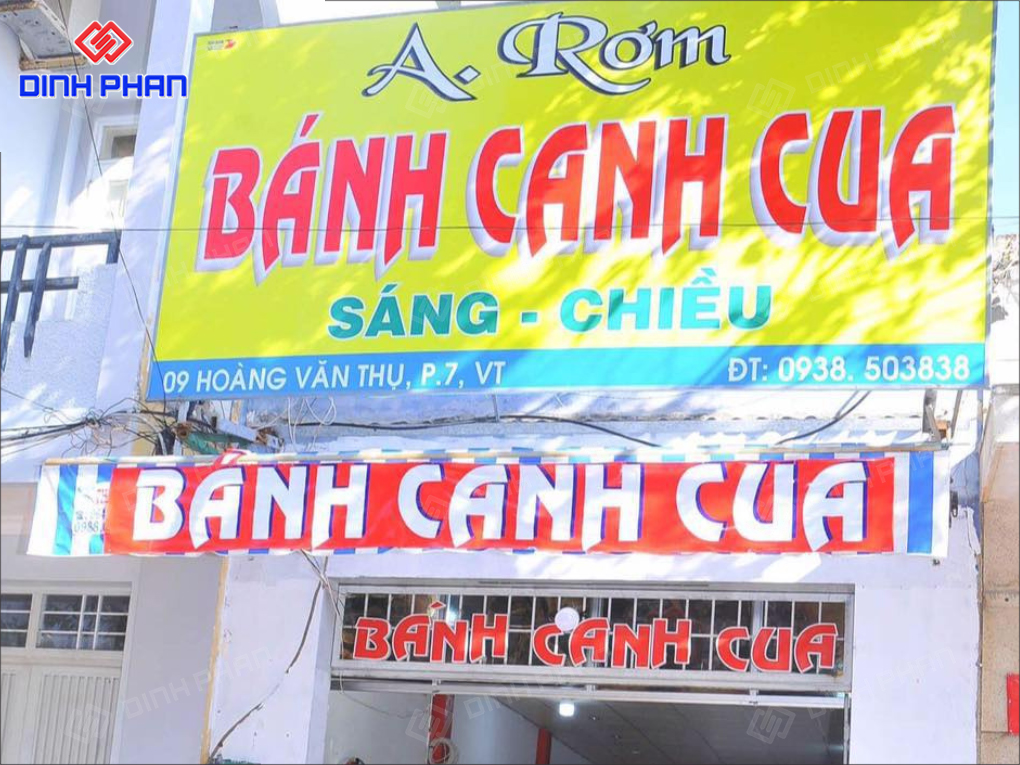 DINH PHAN
A. Rơm
BÁNH CANH CUA
SÁNG - CHIỀU
09 HOÀNG VĂN THỤ, P.7, VT
ĐT: 0938. 503838
BÁNH CANH CUA
BÁNH CANH CUA